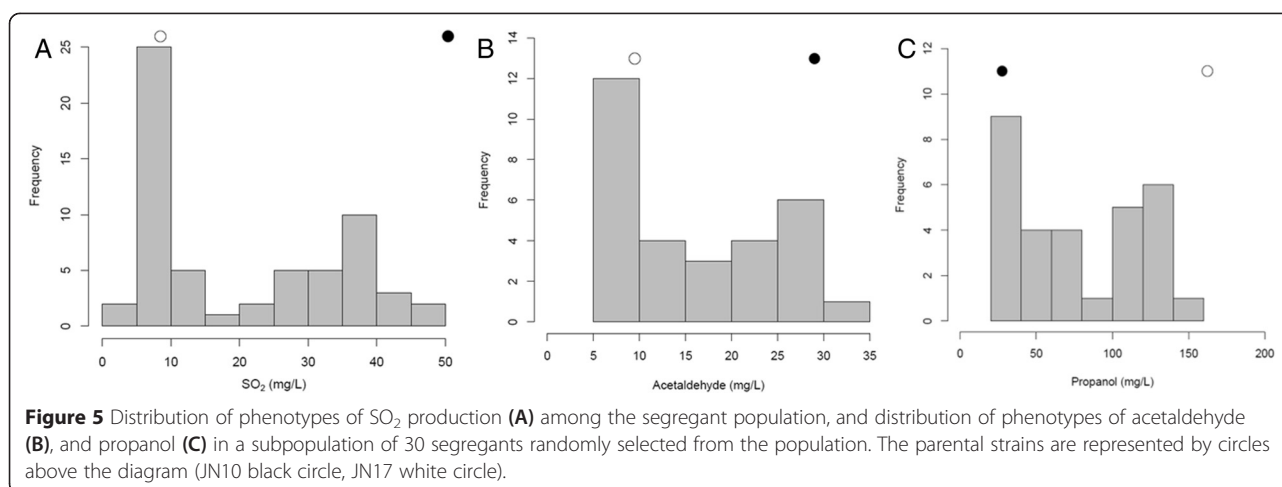 A
B
C
25
20
15
10
5
0
Frequency
0 10 20 30 40 50
SO₂ (mg/L)
14
12
10
8
6
4
2
0
Frequency
0 5 10 15 20 25 30 35
Acetaldehyde (mg/L)
12
10
8
6
4
2
0
Frequency
0 50 100 150 200
Propanol (mg/L)
Figure 5 Distribution of phenotypes of SO₂ production (A) among the segregant population, and distribution of phenotypes of acetaldehyde
(B), and propanol (C) in a subpopulation of 30 segregants randomly selected from the population. The parental strains are represented by circles
above the diagram (JN10 black circle, JN17 white circle).